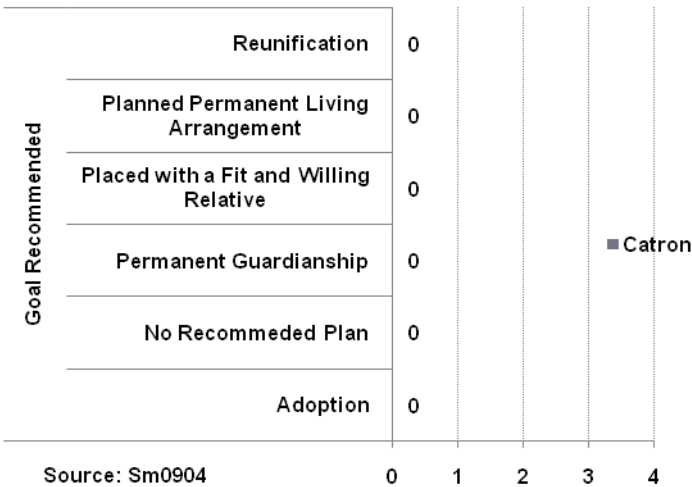 Goal Recommended
Reunification
0
Planned Permanent Living
Arrangement
0
Placed with a Fit and Willing
Relative
0
Permanent Guardianship
0
No Recommeded Plan
0
Adoption
0
Catron
0 1 2 3 4
Source: Sm0904